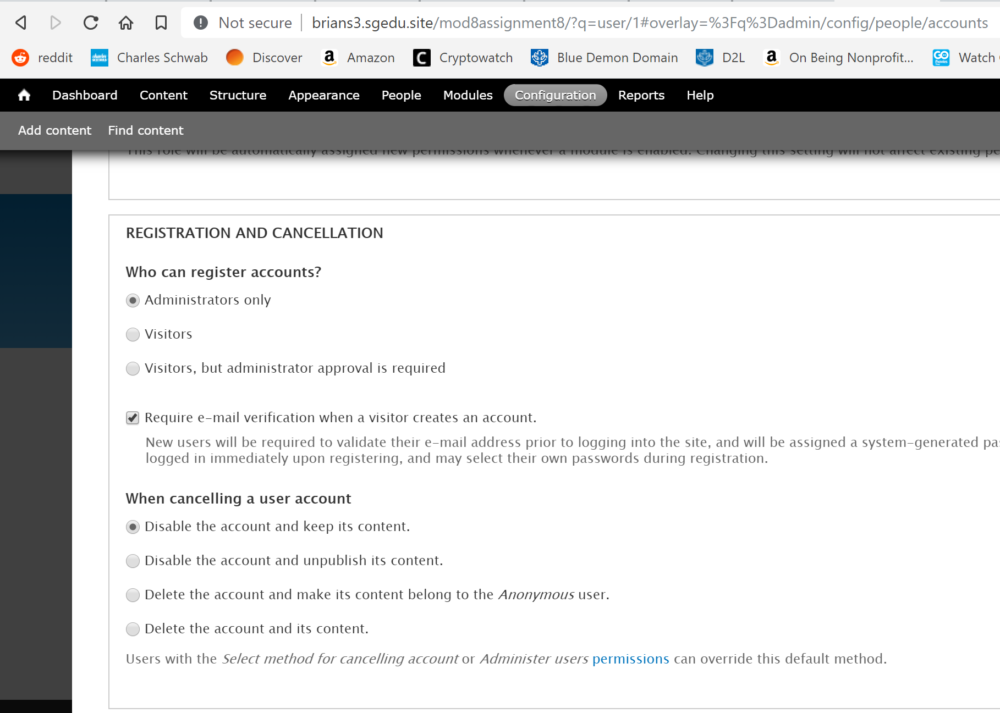 Not secure brians3.sgedu.site/mod8assignment8/?q=user/1#overlay=%3Fq%3Dadmin/config/people/accounts
reddit Charles Schwab Discover Amazon Cryptowatch Blue Demon Domain D2L On Being Nonprofit... Watch
Dashboard Content Structure Appearance People Modules Configuration Reports Help
Add content Find content
This role will be automatically assigned new permissions whenever a module is enabled. Changing this setting will not affect existing pe
REGISTRATION AND CANCELLATION
Who can register accounts?
Administrators only
Visitors
Visitors, but administrator approval is required
Require e-mail verification when a visitor creates an account.
New users will be required to validate their e-mail address prior to logging into the site, and will be assigned a system-generated pas
logged in immediately upon registering, and may select their own passwords during registration.
When cancelling a user account
Disable the account and keep its content.
Disable the account and unpublish its content.
Delete the account and make its content belong to the Anonymous user.
Delete the account and its content.
Users with the Select method for cancelling account or Administer users permissions can override this default method.